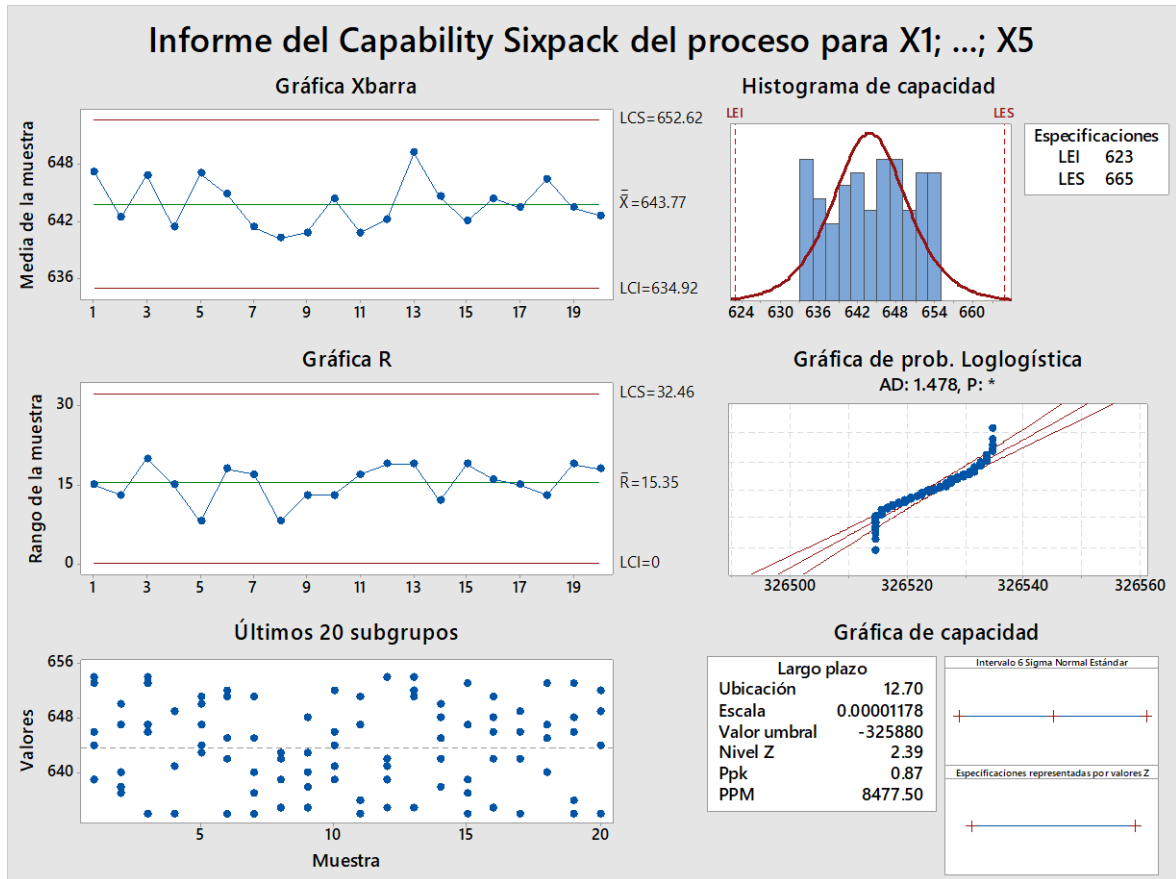 Informe del Capability Sixpack del proceso para X1; ...; X5
Gráfica Xbarra
Media de la muestra
648
642
636
1 3 5 7 9 11 13 15 17 19
LCS=652.62
X̿=643.77
LCI=634.92
Histograma de capacidad
LEI LES
624 630 636 642 648 654 660
Especificaciones
LEI 623
LES 665
Gráfica R
Rango de la muestra
30
15
0
1 3 5 7 9 11 13 15 17 19
LCS=32.46
R̅=15.35
LCI=0
Gráfica de prob. Loglogística
AD: 1.478, P: *
326500 326520 326540 326560
Últimos 20 subgrupos
Valores
656
648
640
5 10 15 20
Muestra
Gráfica de capacidad
Largo plazo
Ubicación 12.70
Escala 0.00001178
Valor umbral -325880
Nivel Z 2.39
Ppk 0.87
PPM 8477.50
Intervalo 6 Sigma Normal Estándar
Especificaciones representadas por valores Z